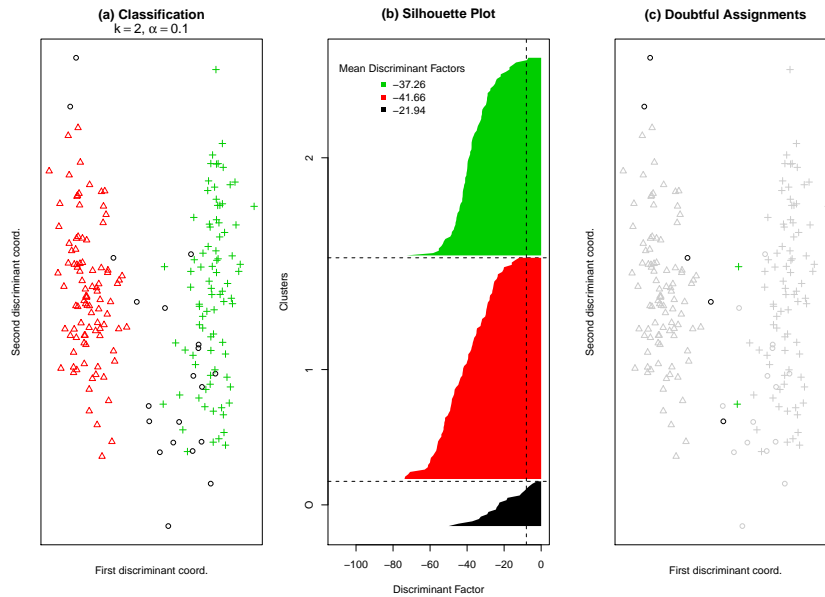 (a) Classification
k = 2, α = 0.1
Second discriminant coord.
First discriminant coord.
(b) Silhouette Plot
Mean Discriminant Factors
−37.26
−41.66
−21.94
Clusters
2
1
O
−100 −80 −60 −40 −20 0
Discriminant Factor
(c) Doubtful Assignments
Second discriminant coord.
First discriminant coord.